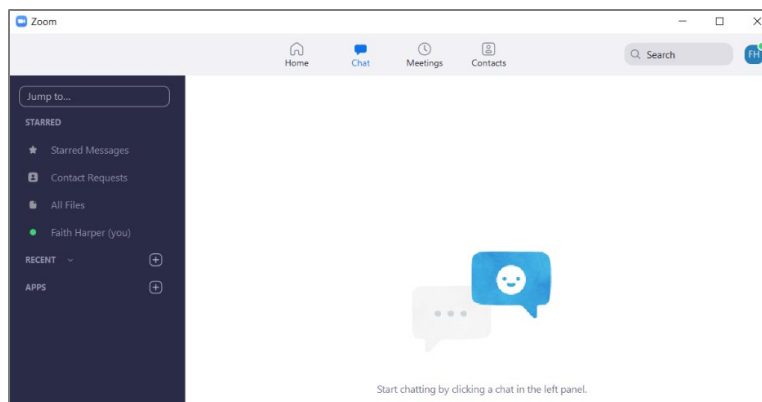 Zoom
Home
Chat
Meetings
Contacts
Search
FH
Jump to...
STARRED
Starred Messages
Contact Requests
All Files
Faith Harper (you)
RECENT
APPS
Start chatting by clicking a chat in the left panel.